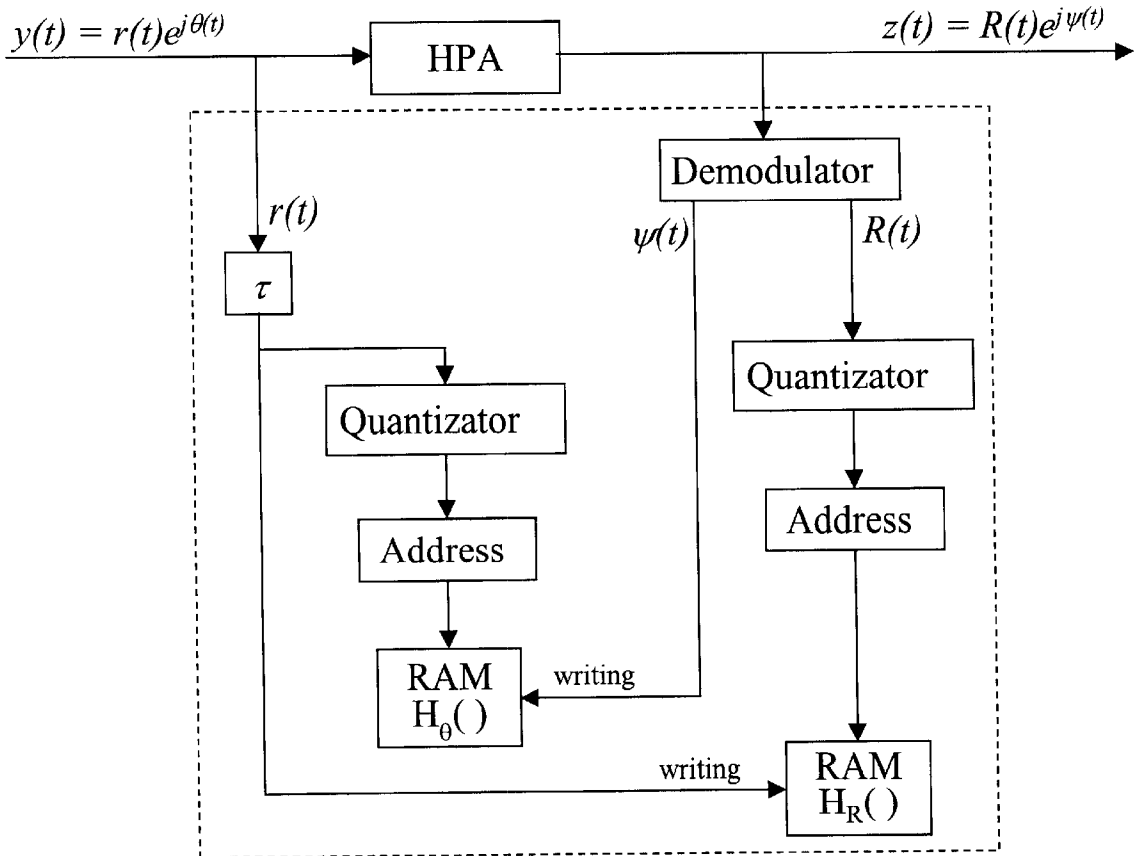 y(t) = r(t)e^{jθ(t)}
HPA
z(t) = R(t)e^{jψ(t)}
Demodulator
r(t)
ψ(t)
R(t)
τ
Quantizator
Quantizator
Address
Address
RAM
H_θ( )
writing
writing
RAM
H_R( )